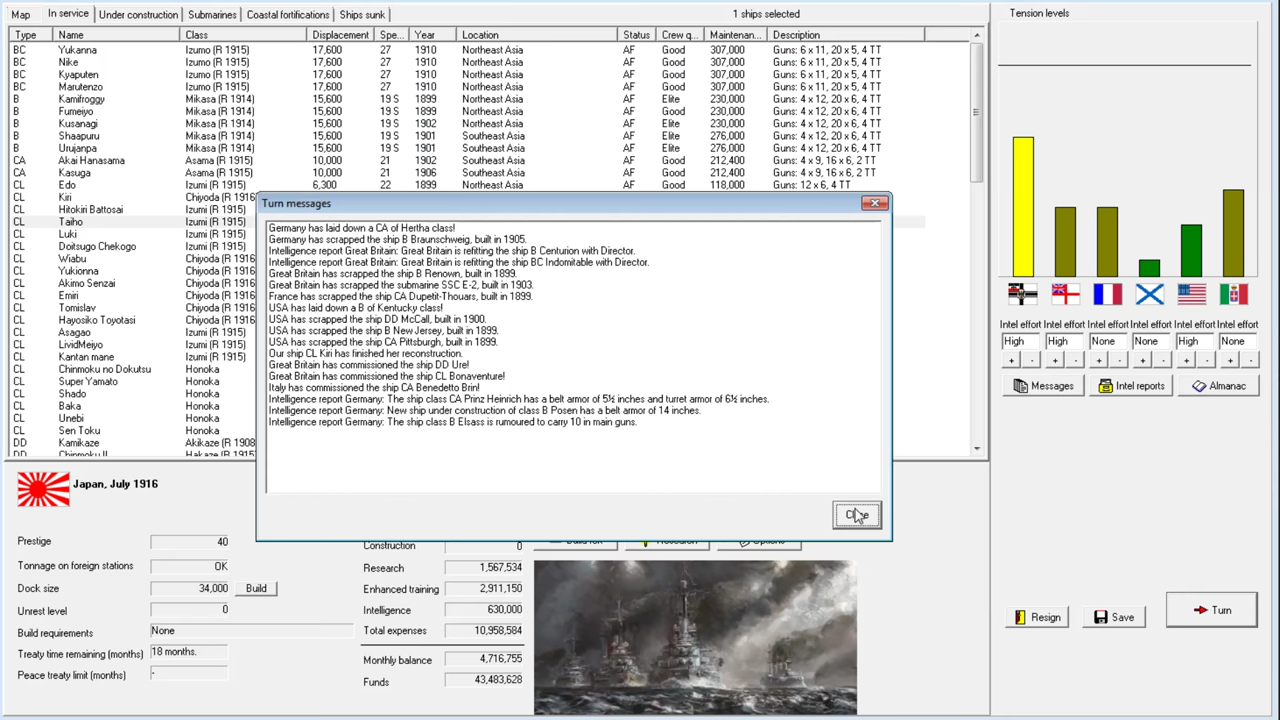 Map In service Under construction Submarines Coastal fortifications Ships sunk 1 ships selected Tension levels
Type Name Class Displacement Spe... Year Location Status Crew q... Maintenan... Description
BC Yukanna Izumo (R 1915) 17,600 27 1910 Northeast Asia AF Good 307,000 Guns: 6 x 11, 20 x 5, 4 TT
BC Nike Izumo (R 1915) 17,600 27 1910 Northeast Asia AF Good 307,000 Guns: 6 x 11, 20 x 5, 4 TT
BC Kyaputen Izumo (R 1915) 17,600 27 1910 Northeast Asia AF Good 307,000 Guns: 6 x 11, 20 x 5, 4 TT
BC Marutenzo Izumo (R 1915) 17,600 27 1910 Northeast Asia AF Good 307,000 Guns: 6 x 11, 20 x 5, 4 TT
B Kamifroggy Mikasa (R 1914) 15,600 19 S 1899 Northeast Asia AF Elite 230,000 Guns: 4 x 12, 20 x 6, 4 TT
B Fumeiyo Mikasa (R 1914) 15,600 19 S 1899 Northeast Asia AF Good 230,000 Guns: 4 x 12, 20 x 6, 4 TT
B Kusanagi Mikasa (R 1914) 15,600 19 S 1902 Northeast Asia AF Elite 276,000 Guns: 4 x 12, 20 x 6, 4 TT
B Shaapuru Mikasa (R 1914) 15,600 19 S 1901 Southeast Asia AF Elite 276,000 Guns: 4 x 12, 20 x 6, 4 TT
B Urujanpa Mikasa (R 1914) 15,600 19 S 1901 Southeast Asia AF Elite 276,000 Guns: 4 x 12, 20 x 6, 4 TT
CA Akai Hanasama Asama (R 1915) 10,000 21 1902 Southeast Asia AF Good 212,400 Guns: 4 x 9, 16 x 6, 2 TT
CA Kasuga Asama (R 1915) 10,000 21 1906 Southeast Asia AF Good 212,400 Guns: 4 x 9, 16 x 6, 2 TT
CL Edo Izumi (R 1915) 6,300 22 1899 Northeast Asia AF Good 118,000 Guns: 12 x 6, 4 TT
CL Kiri Chiyoda (R 1915)
CL Hitokiri Battosai Izumi (R 1915)
CL Taiho Izumi (R 1915)
CL Luki Izumi (R 1915)
CL Doitsugo Chekogo Izumi (R 1915)
CL Wiabu Chiyoda (R 1915)
CL Yukionna Chiyoda (R 1915)
CL Akimo Senzai Chiyoda (R 1915)
CL Emiri Chiyoda (R 1915)
CL Tomislav Chiyoda (R 1915)
CL Hayosiko Toyotasi Chiyoda (R 1915)
CL Asagao Izumi (R 1915)
CL LividMeiyo Izumi (R 1915)
CL Kantan mane Izumi (R 1915)
CL Chinmoku no Dokutsu Honoka
CL Super Yamato Honoka
CL Shado Honoka
CL Baka Honoka
CL Unebi Honoka
CL Sen Toku Honoka
DD Kamikaze Akikaze (R 1908
DD Chinmoku II Hakaze (R 1915
Turn messages
Germany has laid down a CA of Hertha class!
Germany has scrapped the ship B Braunschweig, built in 1905.
Intelligence report Great Britain: Great Britain is refitting the ship B Centurion with Director.
Intelligence report Great Britain: Great Britain is refitting the ship BC Indomitable with Director.
Great Britain has scrapped the ship B Renown, built in 1899.
Great Britain has scrapped the submarine SSC E-2, built in 1903.
France has scrapped the ship CA Dupetit-Thouars, built in 1899.
USA has laid down a B of Kentucky class!
USA has scrapped the ship DD McCall, built in 1900.
USA has scrapped the ship B New Jersey, built in 1899.
USA has scrapped the ship CA Pittsburgh, built in 1899.
Our ship CL Kiri has finished her reconstruction.
Great Britain has commissioned the ship DD Ure!
Great Britain has commissioned the ship CL Bonaventure!
Italy has commissioned the ship CA Benedetto Brin!
Intelligence report Germany: The ship class CA Prinz Heinrich has a belt armor of 5½ inches and turret armor of 6½ inches.
Intelligence report Germany: New ship under construction of class B Posen has a belt armor of 14 inches.
Intelligence report Germany: The ship class B Elsass is rumoured to carry 10 in main guns.
Intel effort Intel effort Intel effort Intel effort Intel effort Intel effort
High High None None High None
+ - + - + - + - + - + -
Messages Intel reports Almanac
Japan, July 1916
Prestige 40
Tonnage on foreign stations OK
Dock size 34,000 Build
Unrest level 0
Build requirements None
Treaty time remaining (months) 18 months.
Peace treaty limit (months) -
Construction 0
Research 1,567,534
Enhanced training 2,911,150
Intelligence 630,000
Total expenses 10,958,584
Monthly balance 4,716,755
Funds 43,483,628
Resign Save Turn